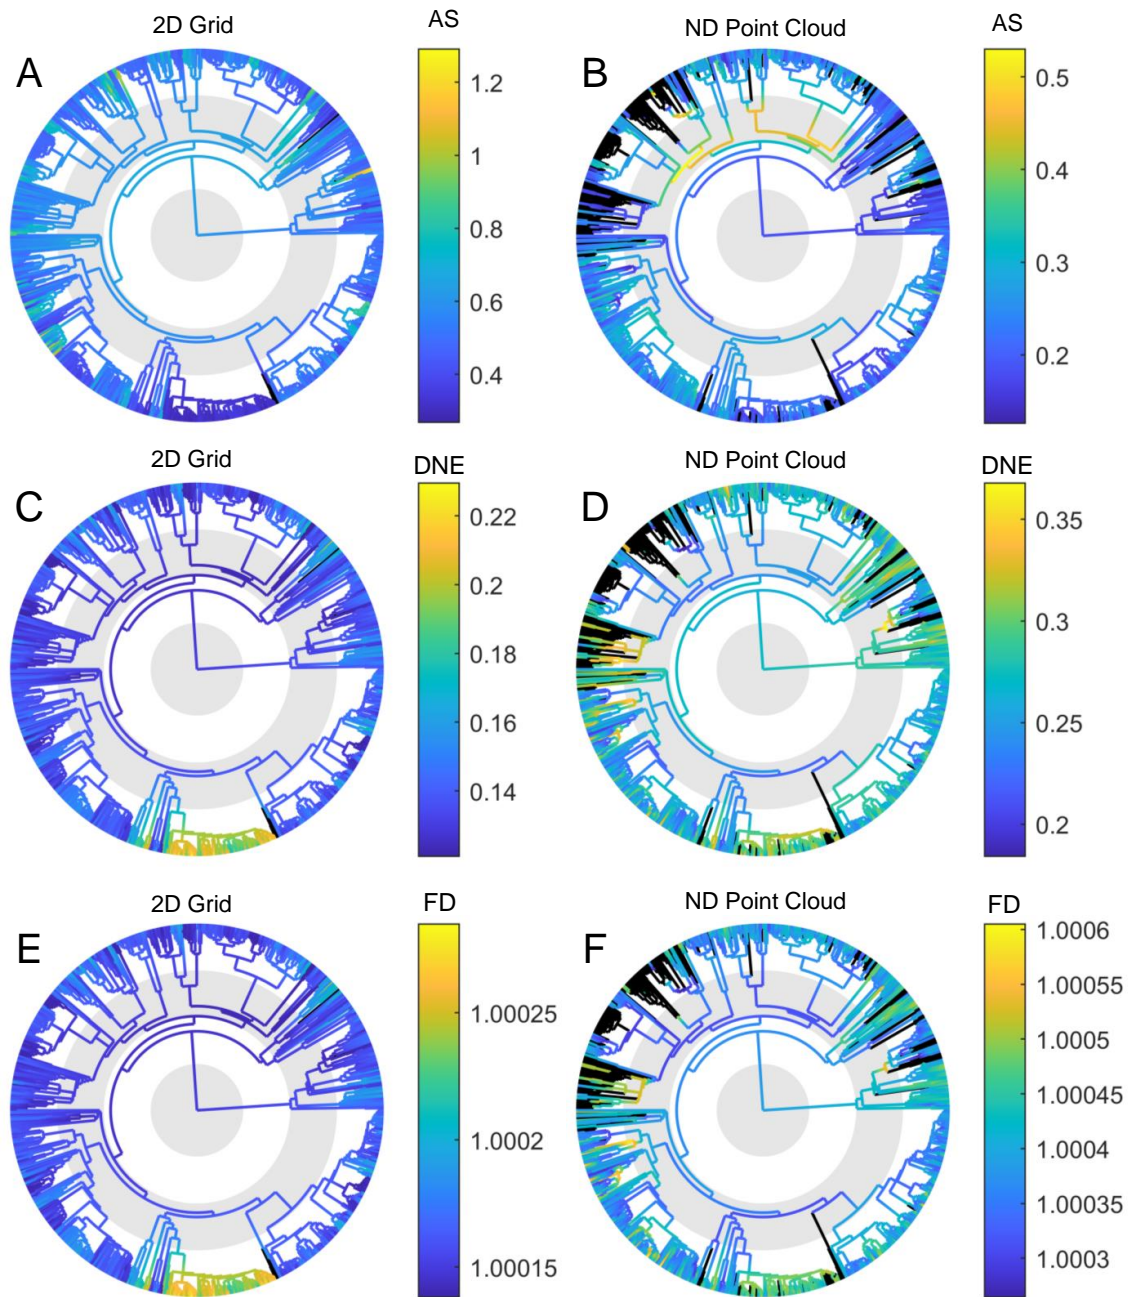 2D Grid
AS
ND Point Cloud
AS
A
B
1.2
1
0.8
0.6
0.4
0.5
0.4
0.3
0.2
2D Grid
DNE
ND Point Cloud
DNE
C
D
0.22
0.2
0.18
0.16
0.14
0.35
0.3
0.25
0.2
2D Grid
FD
ND Point Cloud
FD
E
F
1.00025
1.0002
1.00015
1.0006
1.00055
1.0005
1.00045
1.0004
1.00035
1.0003